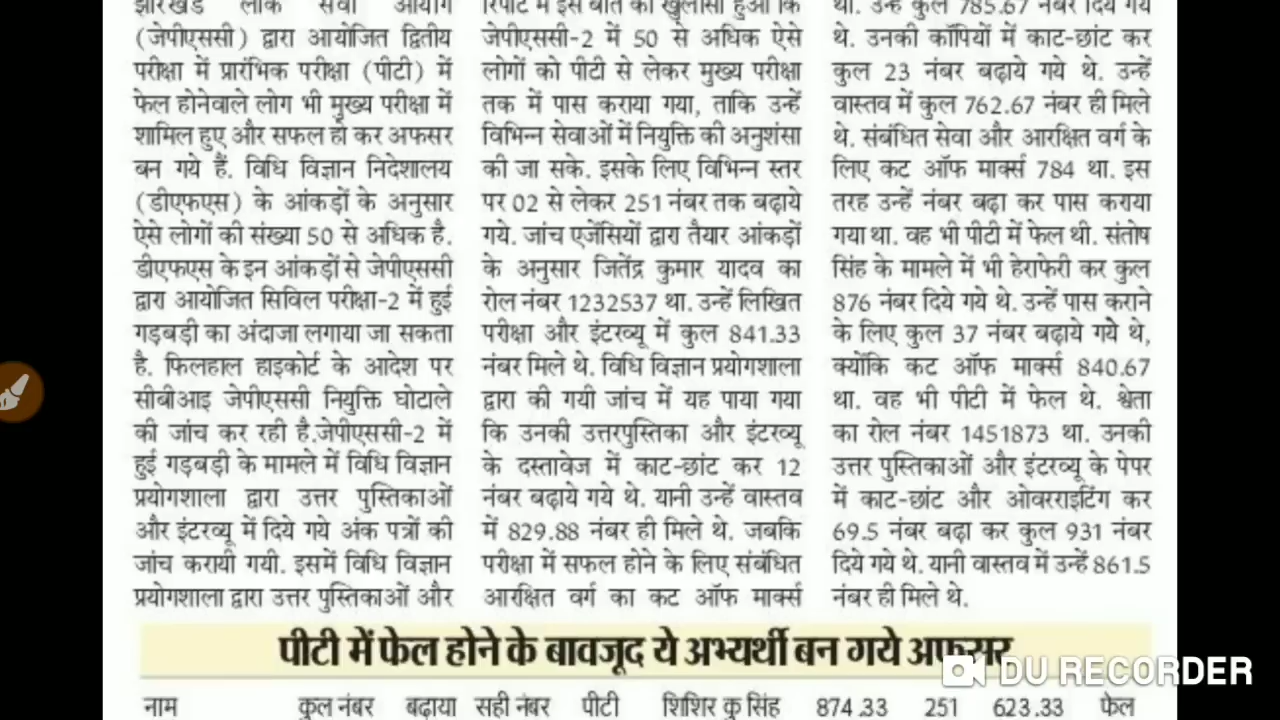 झारखंड लोक सेवा आयोग
(जेपीएससी) द्वारा आयोजित द्वितीय
परीक्षा में प्रारंभिक परीक्षा (पीटी) में
फेल होनेवाले लोग भी मुख्य परीक्षा में
शामिल हुए और सफल हो कर अफसर
बन गये हैं. विधि विज्ञान निदेशालय
(डीएफएस) के आंकड़ों के अनुसार
ऐसे लोगों की संख्या 50 से अधिक है.
डीएफएस के इन आंकड़ों से जेपीएससी
द्वारा आयोजित सिविल परीक्षा-2 में हुई
गड़बड़ी का अंदाजा लगाया जा सकता
है. फिलहाल हाइकोर्ट के आदेश पर
सीबीआइ जेपीएससी नियुक्ति घोटाले
की जांच कर रही है.जेपीएससी-2 में
हुई गड़बड़ी के मामले में विधि विज्ञान
प्रयोगशाला द्वारा उत्तर पुस्तिकाओं
और इंटरव्यू में दिये गये अंक पत्रों की
जांच करायी गयी. इसमें विधि विज्ञान
प्रयोगशाला द्वारा उत्तर पुस्तिकाओं और
रिपोर्ट में इस बात का खुलासा हुआ कि
जेपीएससी-2 में 50 से अधिक ऐसे
लोगों को पीटी से लेकर मुख्य परीक्षा
तक में पास कराया गया, ताकि उन्हें
विभिन्न सेवाओं में नियुक्ति की अनुशंसा
की जा सके. इसके लिए विभिन्न स्तर
पर 02 से लेकर 251 नंबर तक बढ़ाये
गये. जांच एजेंसियों द्वारा तैयार आंकड़ों
के अनुसार जितेंद्र कुमार यादव का
रोल नंबर 1232537 था. उन्हें लिखित
परीक्षा और इंटरव्यू में कुल 841.33
नंबर मिले थे. विधि विज्ञान प्रयोगशाला
द्वारा की गयी जांच में यह पाया गया
कि उनकी उत्तरपुस्तिका और इंटरव्यू
के दस्तावेज में काट-छांट कर 12
नंबर बढ़ाये गये थे. यानी उन्हें वास्तव
में 829.88 नंबर ही मिले थे. जबकि
परीक्षा में सफल होने के लिए संबंधित
आरक्षित वर्ग का कट ऑफ मार्क्स
था. उन्हें कुल 785.67 नंबर दिये गये
थे. उनकी कॉपियों में काट-छांट कर
कुल 23 नंबर बढ़ाये गये थे. उन्हें
वास्तव में कुल 762.67 नंबर ही मिले
थे. संबंधित सेवा और आरक्षित वर्ग के
लिए कट ऑफ मार्क्स 784 था. इस
तरह उन्हें नंबर बढ़ा कर पास कराया
गया था. वह भी पीटी में फेल थी. संतोष
सिंह के मामले में भी हेराफेरी कर कुल
876 नंबर दिये गये थे. उन्हें पास कराने
के लिए कुल 37 नंबर बढ़ाये गये थे,
क्योंकि कट ऑफ मार्क्स 840.67
था. वह भी पीटी में फेल थे. श्वेता
का रोल नंबर 1451873 था. उनकी
उत्तर पुस्तिकाओं और इंटरव्यू के पेपर
में काट-छांट और ओवरराइटिंग कर
69.5 नंबर बढ़ा कर कुल 931 नंबर
दिये गये थे. यानी वास्तव में उन्हें 861.5
नंबर ही मिले थे.
पीटी में फेल होने के बावजूद ये अभ्यर्थी बन गये अफसर
नाम कुल नंबर बढ़ाया सही नंबर पीटी शिशिर कु सिंह 874.33 251 623.33 फेल
DU RECORDER